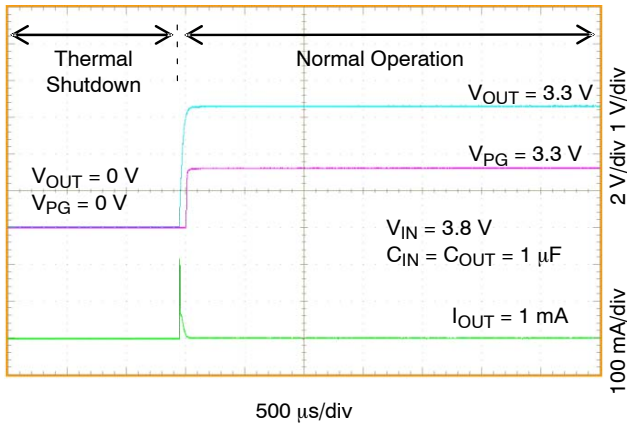 Thermal
Shutdown
Normal Operation
VOUT = 3.3 V
VPG = 3.3 V
VOUT = 0 V
VPG = 0 V
VIN = 3.8 V
CIN = COUT = 1 μF
IOUT = 1 mA
2 V/div 1 V/div
100 mA/div
500 μs/div